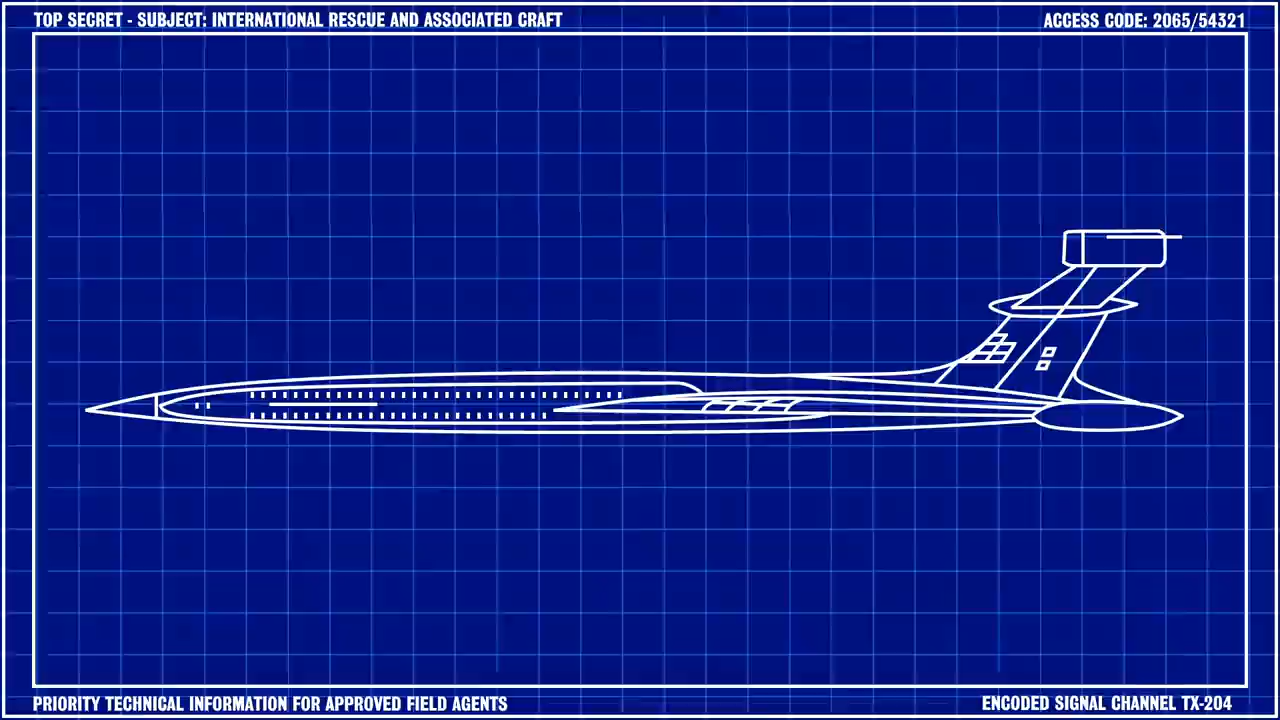 TOP SECRET - SUBJECT: INTERNATIONAL RESCUE AND ASSOCIATED CRAFT
ACCESS CODE: 2065/54321
PRIORITY TECHNICAL INFORMATION FOR APPROVED FIELD AGENTS
ENCODED SIGNAL CHANNEL TX-204